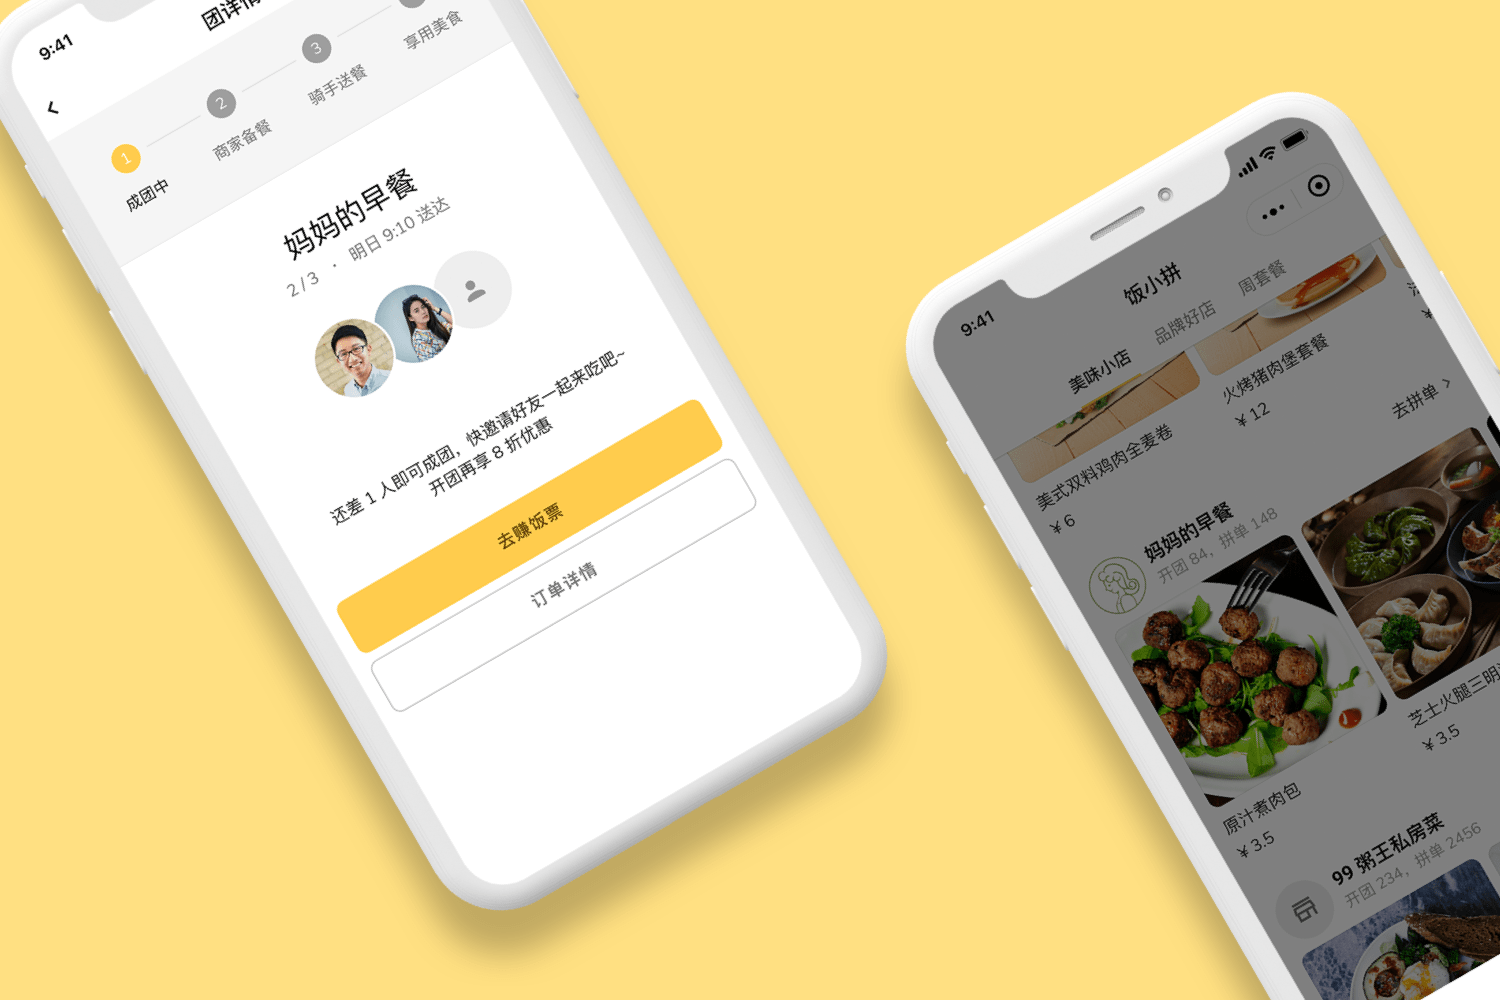 9:41
团详情
1
2
3
成团中
商家备餐
骑手送餐
享用美食
妈妈的早餐
2 / 3 · 明日 9:10 送达
还差 1 人即可成团，快邀请好友一起来吃吧~
开团再享 8 折优惠
去赚饭票
订单详情
9:41
饭小拼
美味小店
品牌好店
周套餐
美式双料鸡肉全麦卷
¥ 6
火烤猪肉堡套餐
¥ 12
¥
去拼单 >
妈妈的早餐
开团 84，拼单 148
原汁煮肉包
¥ 3.5
芝士火腿三明
¥ 3.5
99 粥王私房菜
开团 234，拼单 2456